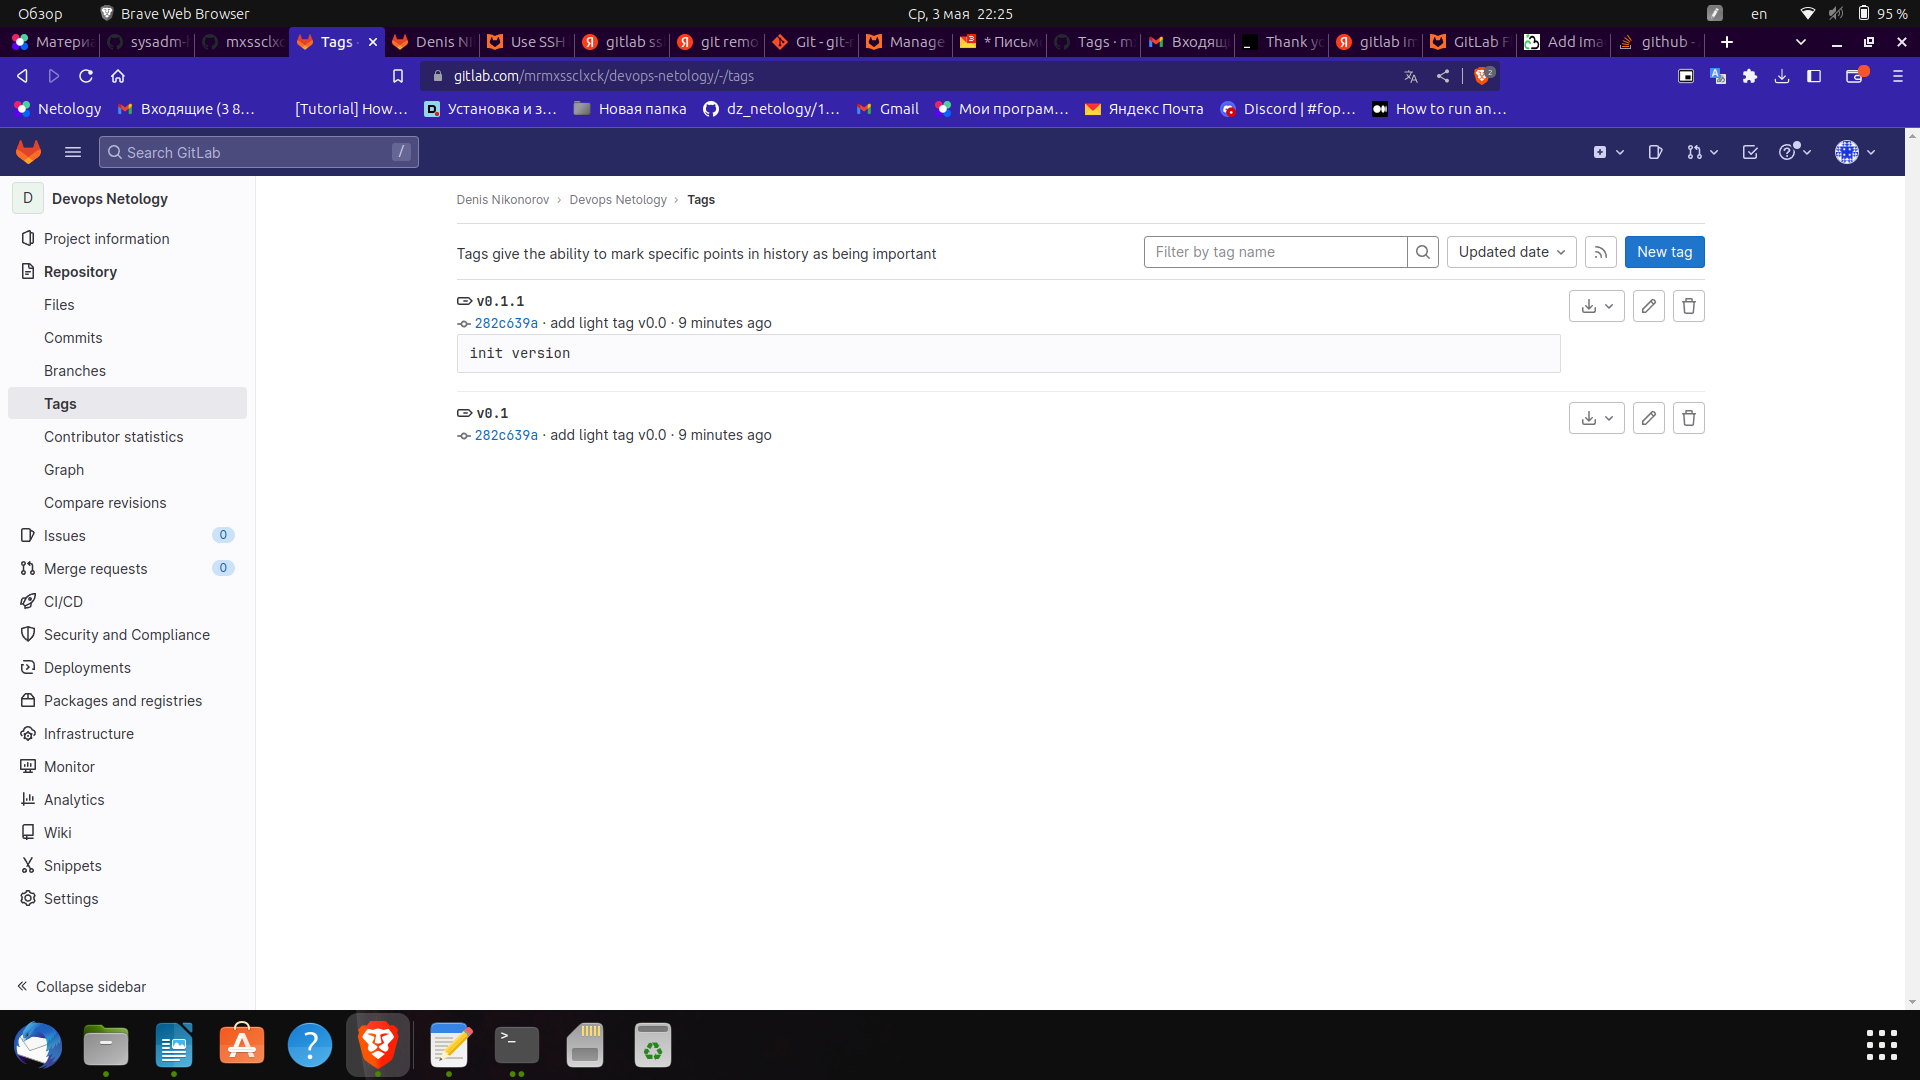 Обзор
Brave Web Browser
Ср, 3 мая 22:25
en
95 %
Материа
sysadm-
mxssclxc
Tags ·
Denis Ni
Use SSH
gitlab ss
git remo
Git - git-r
Manage
* Письм
Tags · m
Входящ
Thank yo
gitlab im
GitLab F
Add ima
github -
gitlab.com/mrmxssclxck/devops-netology/-/tags
2
Netology
Входящие (3 8…
[Tutorial] How…
Установка и з…
Новая папка
dz_netology/1…
Gmail
Мои програм…
Яндекс Почта
Discord | #fop…
How to run an…
Search GitLab
/
D
Devops Netology
Project information
Repository
Files
Commits
Branches
Tags
Contributor statistics
Graph
Compare revisions
Issues 0
Merge requests 0
CI/CD
Security and Compliance
Deployments
Packages and registries
Infrastructure
Monitor
Analytics
Wiki
Snippets
Settings
Collapse sidebar
Denis Nikonorov › Devops Netology › Tags
Tags give the ability to mark specific points in history as being important
Filter by tag name
Updated date
New tag
v0.1.1
282c639a · add light tag v0.0 · 9 minutes ago
init version
v0.1
282c639a · add light tag v0.0 · 9 minutes ago